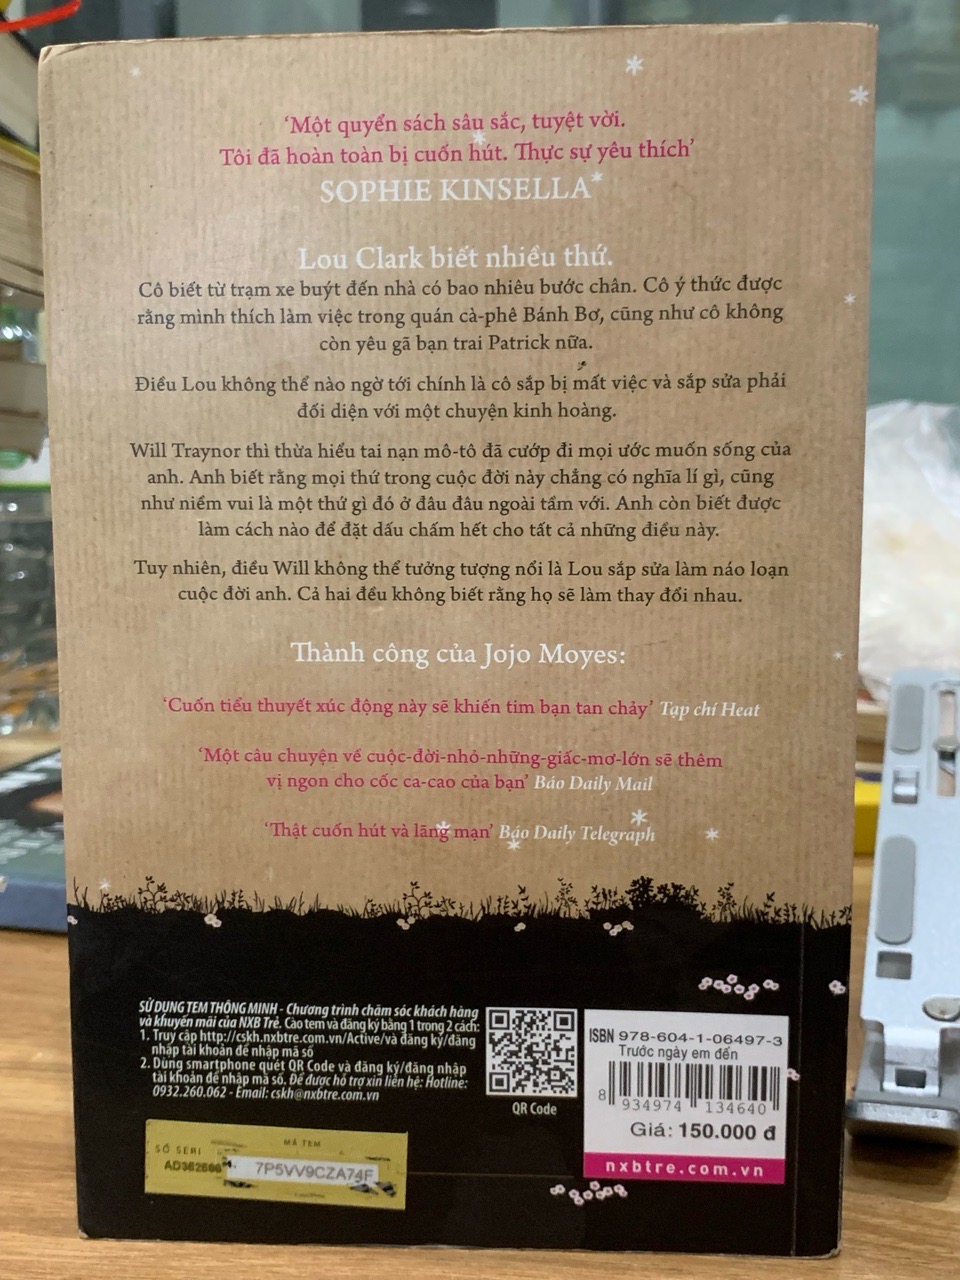 ‘Một quyển sách sâu sắc, tuyệt vời.
Tôi đã hoàn toàn bị cuốn hút. Thực sự yêu thích’
SOPHIE KINSELLA
Lou Clark biết nhiều thứ.
Cô biết từ trạm xe buýt đến nhà có bao nhiêu bước chân. Cô ý thức được
rằng mình thích làm việc trong quán cà-phê Bánh Bơ, cũng như cô không
còn yêu gã bạn trai Patrick nữa.
Điều Lou không thể nào ngờ tới chính là cô sắp bị mất việc và sắp sửa phải
đối diện với một chuyện kinh hoàng.
Will Traynor thì thừa hiểu tai nạn mô-tô đã cướp đi mọi ước muốn sống của
anh. Anh biết rằng mọi thứ trong cuộc đời này chẳng có nghĩa lí gì, cũng
như niềm vui là một thứ gì đó ở đâu đâu ngoài tầm với. Anh còn biết được
làm cách nào để đặt dấu chấm hết cho tất cả những điều này.
Tuy nhiên, điều Will không thể tưởng tượng nổi là Lou sắp sửa làm náo loạn
cuộc đời anh. Cả hai đều không biết rằng họ sẽ làm thay đổi nhau.
Thành công của Jojo Moyes:
‘Cuốn tiểu thuyết xúc động này sẽ khiến tim bạn tan chảy’ Tạp chí Heat
‘Một câu chuyện về cuộc-đời-nhỏ-những-giấc-mơ-lớn sẽ thêm
vị ngon cho cốc ca-cao của bạn’ Báo Daily Mail
‘Thật cuốn hút và lãng mạn’ Báo Daily Telegraph
SỬ DỤNG TEM THÔNG MINH - Chương trình chăm sóc khách hàng
và khuyến mãi của NXB Trẻ. Cào tem và đăng ký bằng 1 trong 2 cách:
1. Truy cập http://cskh.nxbtre.com.vn/Active/và đăng ký/đăng
nhập tài khoản để nhập mã số
2. Dùng smartphone quét QR Code và đăng ký/đăng nhập
tài khoản để nhập mã số. Để được hỗ trợ xin liên hệ: Hotline:
0932.260.062 - Email: cskh@nxbtre.com.vn
QR Code
ISBN 978-604-1-06497-3
Trước ngày em đến
8 934974 134640
Giá: 150.000 đ
nxbtre.com.vn
SỐ SERI
MÃ TEM
7P5VV9CZA74F